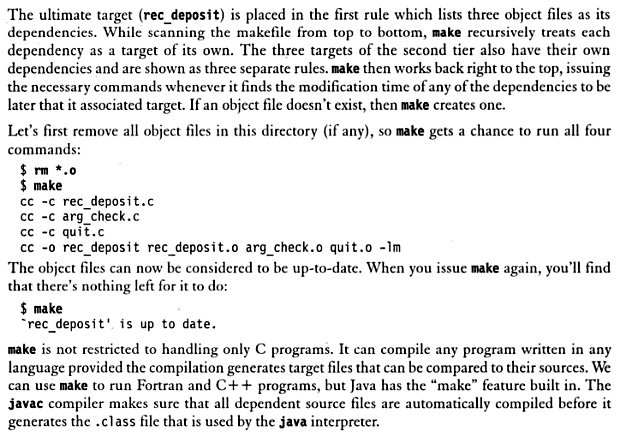 The ultimate target (rec_deposit) is placed in the first rule which lists three object files as its
dependencies. While scanning the makefile from top to bottom, make recursively treats each
dependency as a target of its own. The three targets of the second tier also have their own
dependencies and are shown as three separate rules. make then works back right to the top, issuing
the necessary commands whenever it finds the modification time of any of the dependencies to be
later that it associated target. If an object file doesn't exist, then make creates one.
Let's first remove all object files in this directory (if any), so make gets a chance to run all four
commands:
$ rm *.o
$ make
cc -c rec_deposit.c
cc -c arg_check.c
cc -c quit.c
cc -o rec_deposit rec_deposit.o arg_check.o quit.o -lm
The object files can now be considered to be up-to-date. When you issue make again, you'll find
that there's nothing left for it to do:
$ make
`rec_deposit' is up to date.
make is not restricted to handling only C programs. It can compile any program written in any
language provided the compilation generates target files that can be compared to their sources. We
can use make to run Fortran and C++ programs, but Java has the "make" feature built in. The
javac compiler makes sure that all dependent source files are automatically compiled before it
generates the .class file that is used by the java interpreter.